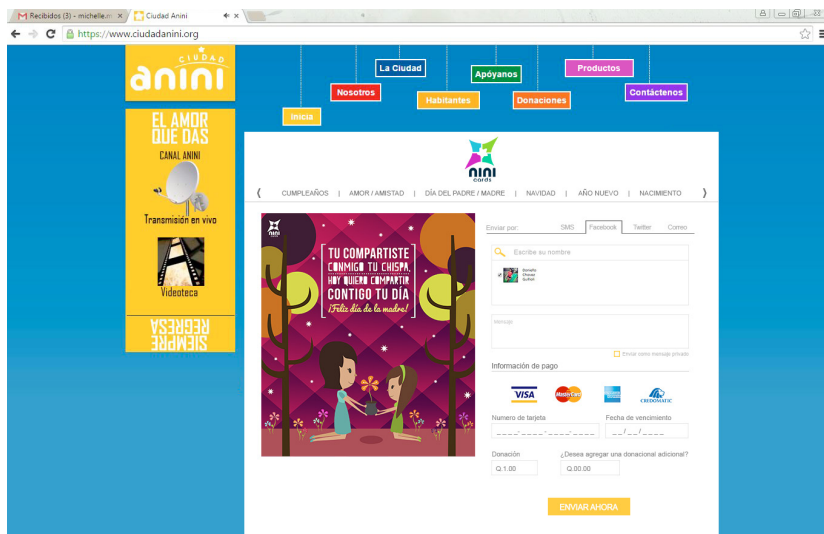 Recibidos (3) - michelle.m
Ciudad Anini
https://www.ciudadanini.org
CIUDAD
anini
La Ciudad
Apóyanos
Productos
Nosotros
Habitantes
Donaciones
Contáctenos
Inicia
EL AMOR
QUE DAS
CANAL ANINI
Transmisión en vivo
Videoteca
REGRESA
SIEMPRE
nini
cards
CUMPLEAÑOS | AMOR / AMISTAD | DÍA DEL PADRE / MADRE | NAVIDAD | AÑO NUEVO | NACIMIENTO
nini
TU COMPARTISTE
CONMIGO TU CHISPA,
HOY QUIERO COMPARTIR
CONTIGO TU DÍA
¡Feliz día de la madre!
Enviar por:
SMS
Facebook
Twitter
Correo
Escribe su nombre
Mensaje
Enviar como mensaje privado
Información de pago
VISA
MasterCard
CREDOMATIC
Numero de tarjeta
Fecha de vencimiento
_ _ _ _-_ _ _ _-_ _ _ _-_ _ _ _
_ _/_ _/_ _ _ _
Donación
¿Desea agregar una donacional adicional?
Q.1.00
Q.00.00
ENVIAR AHORA